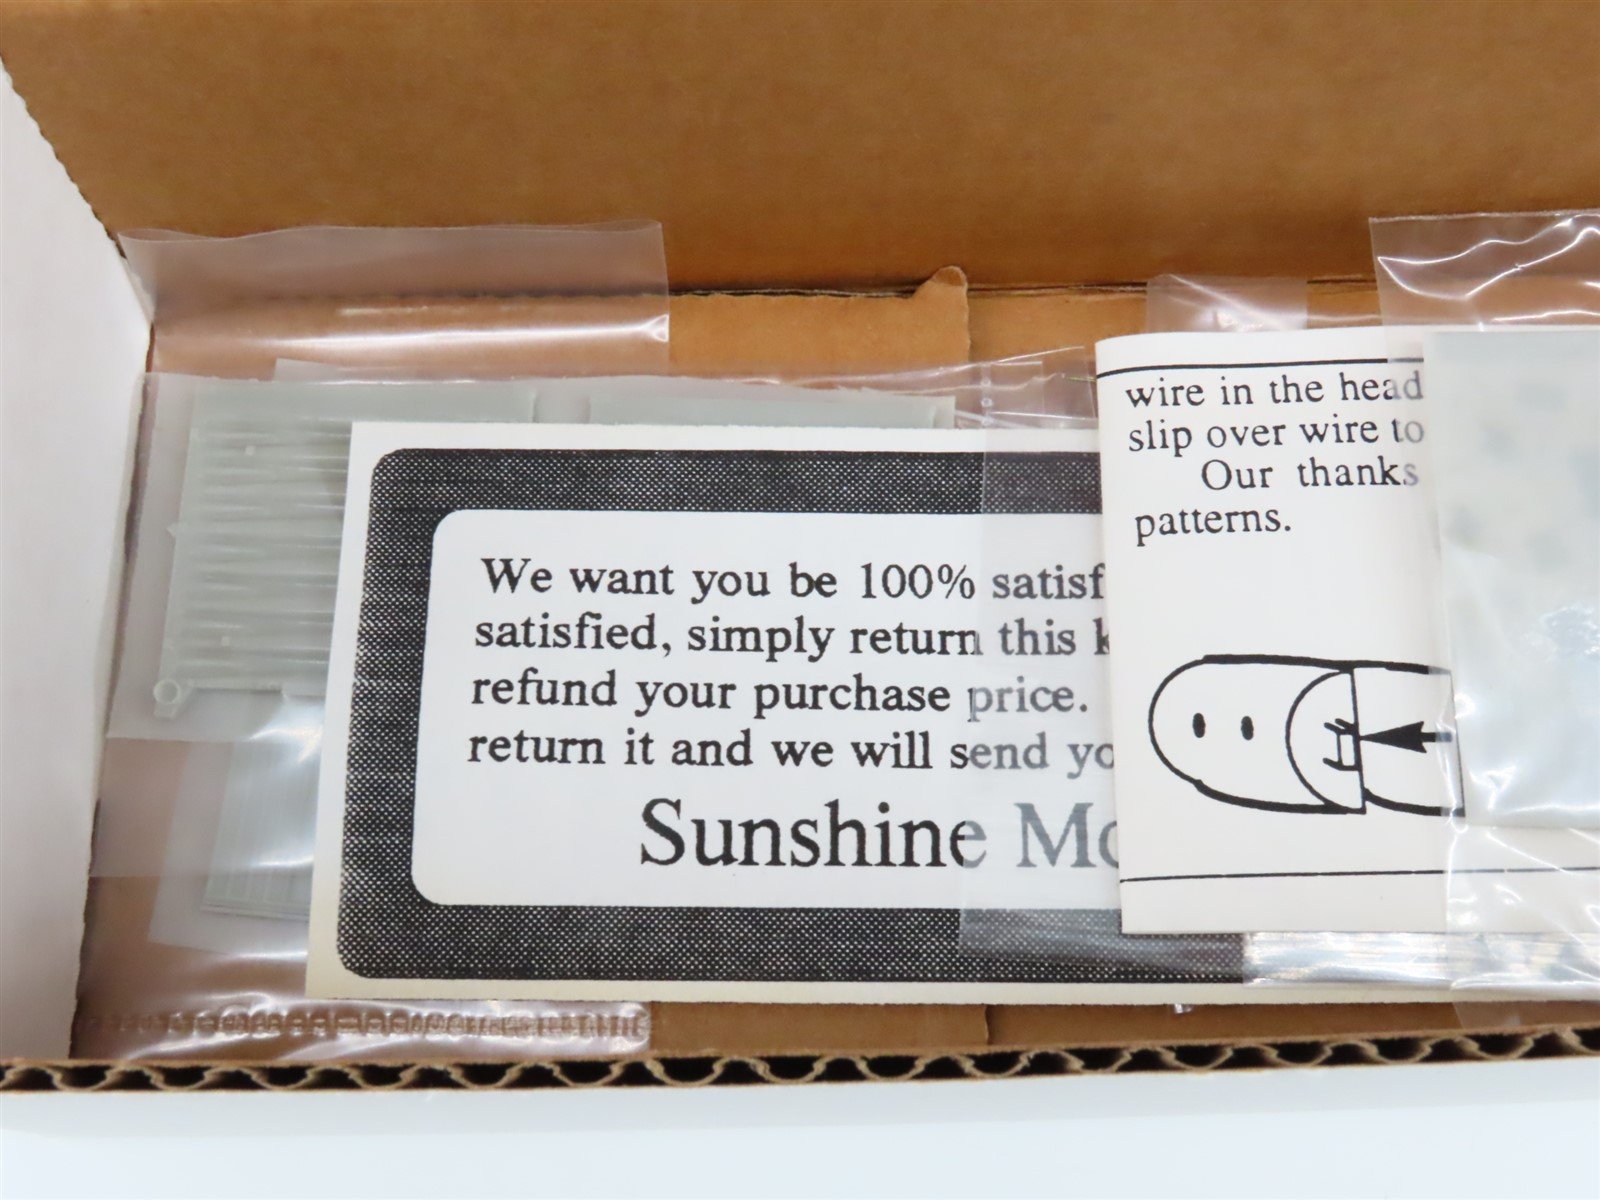 We want you be 100% satisf
satisfied, simply return this k
refund your purchase price.
return it and we will send yo
Sunshine Mo
wire in the head
slip over wire to
Our thanks
patterns.